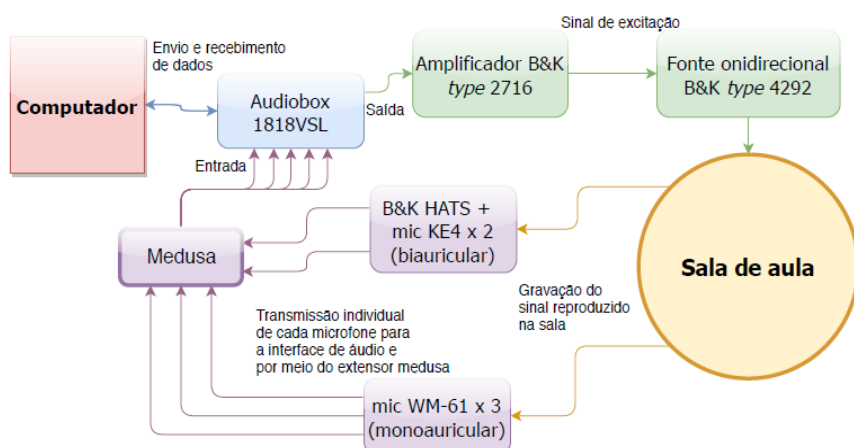 Sinal de excitação
Envio e recebimento
de dados
Computador
Audiobox
1818VSL
Saída
Amplificador B&K
type 2716
Fonte onidirecional
B&K type 4292
Entrada
B&K HATS +
mic KE4 x 2
(biauricular)
Medusa
Sala de aula
Gravação do
sinal reproduzido
na sala
Transmissão individual
de cada microfone para
a interface de áudio e
por meio do extensor medusa
mic WM-61 x 3
(monoauricular)